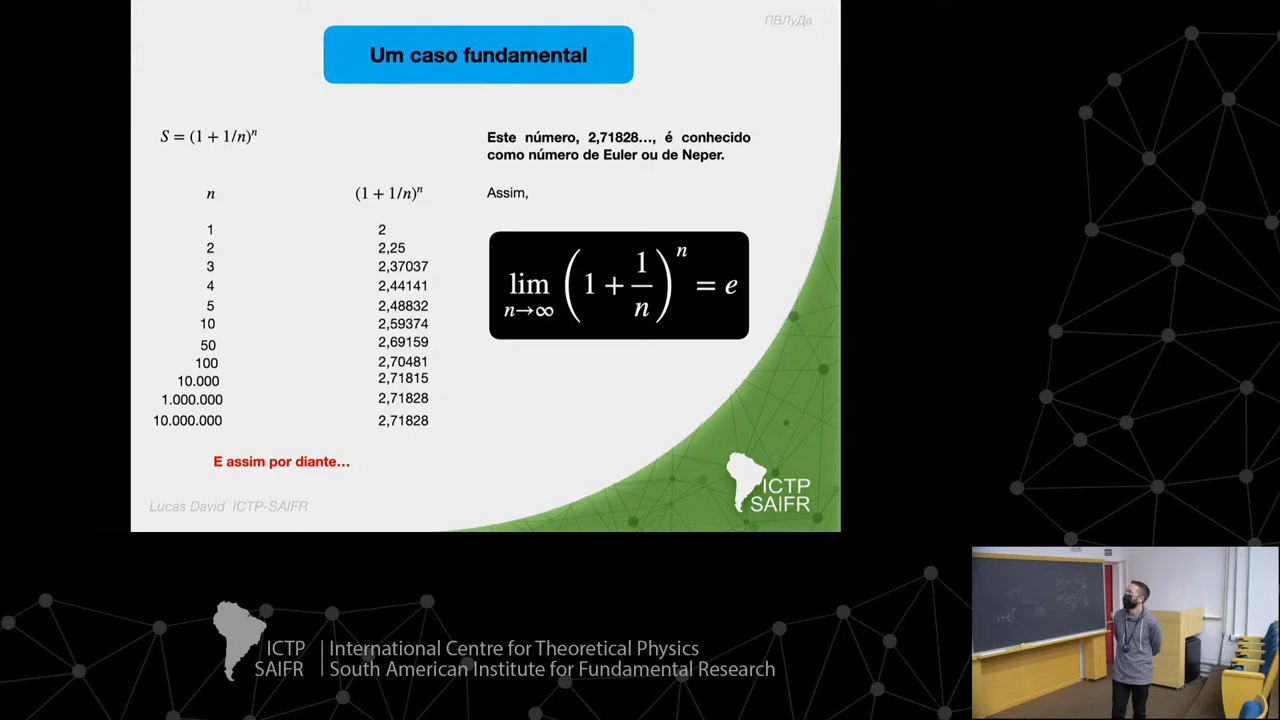 ПВЛуДа
Um caso fundamental
S = (1 + 1/n)ⁿ
n (1 + 1/n)ⁿ
1 2
2 2,25
3 2,37037
4 2,44141
5 2,48832
10 2,59374
50 2,69159
100 2,70481
10.000 2,71815
1.000.000 2,71828
10.000.000 2,71828
E assim por diante…
Este número, 2,71828…, é conhecido
como número de Euler ou de Neper.
Assim,
lim n→∞ (1 + 1/n)ⁿ = e
Lucas David ICTP-SAIFR
ICTP
SAIFR
ICTP International Centre for Theoretical Physics
SAIFR South American Institute for Fundamental Research